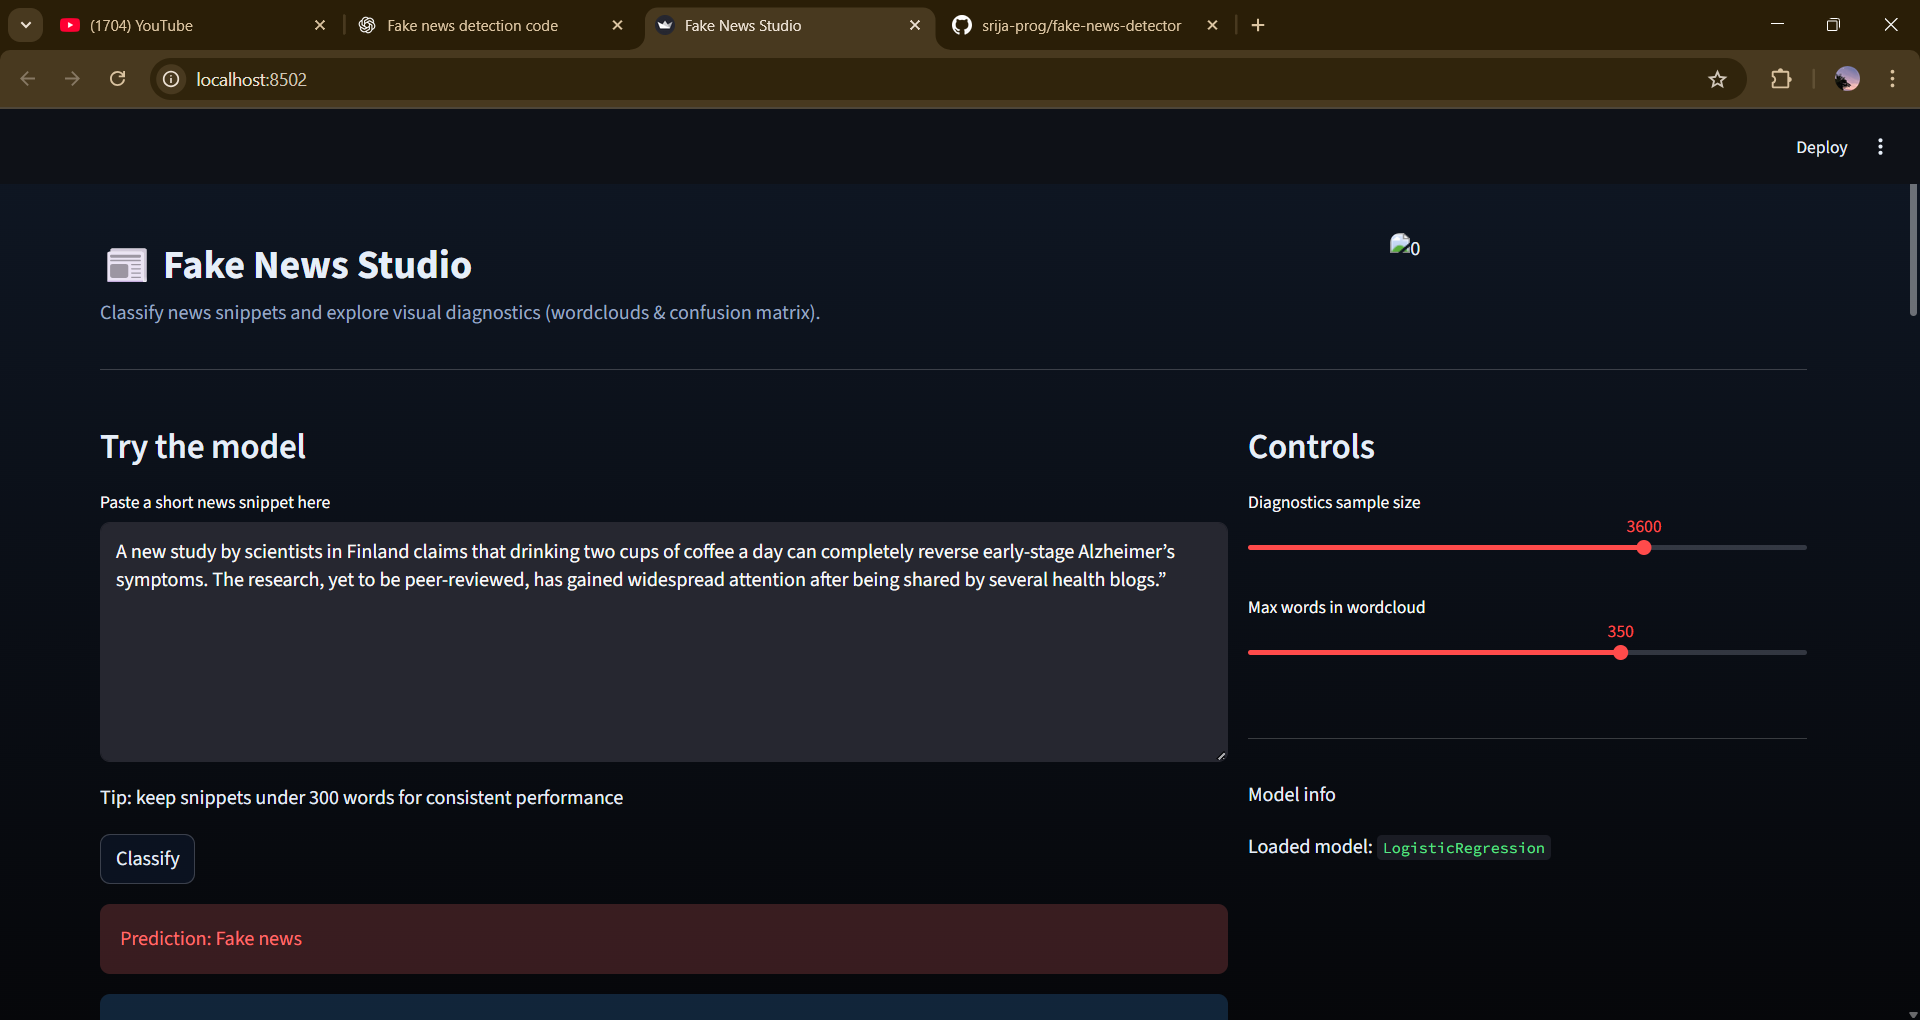 (1704) YouTube
Fake news detection code
Fake News Studio
srija-prog/fake-news-detector
localhost:8502
Deploy
Fake News Studio
0
Classify news snippets and explore visual diagnostics (wordclouds & confusion matrix).
Try the model
Paste a short news snippet here
A new study by scientists in Finland claims that drinking two cups of coffee a day can completely reverse early-stage Alzheimer’s
symptoms. The research, yet to be peer-reviewed, has gained widespread attention after being shared by several health blogs.”
Tip: keep snippets under 300 words for consistent performance
Classify
Prediction: Fake news
Controls
Diagnostics sample size
3600
Max words in wordcloud
350
Model info
Loaded model: LogisticRegression